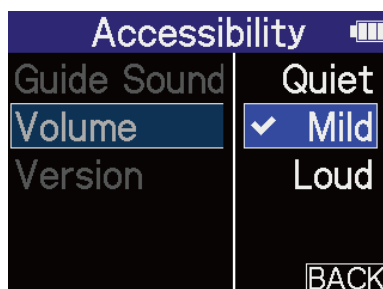 Accessibility
Guide Sound
Volume
Version
Quiet
Mild
Loud
BACK